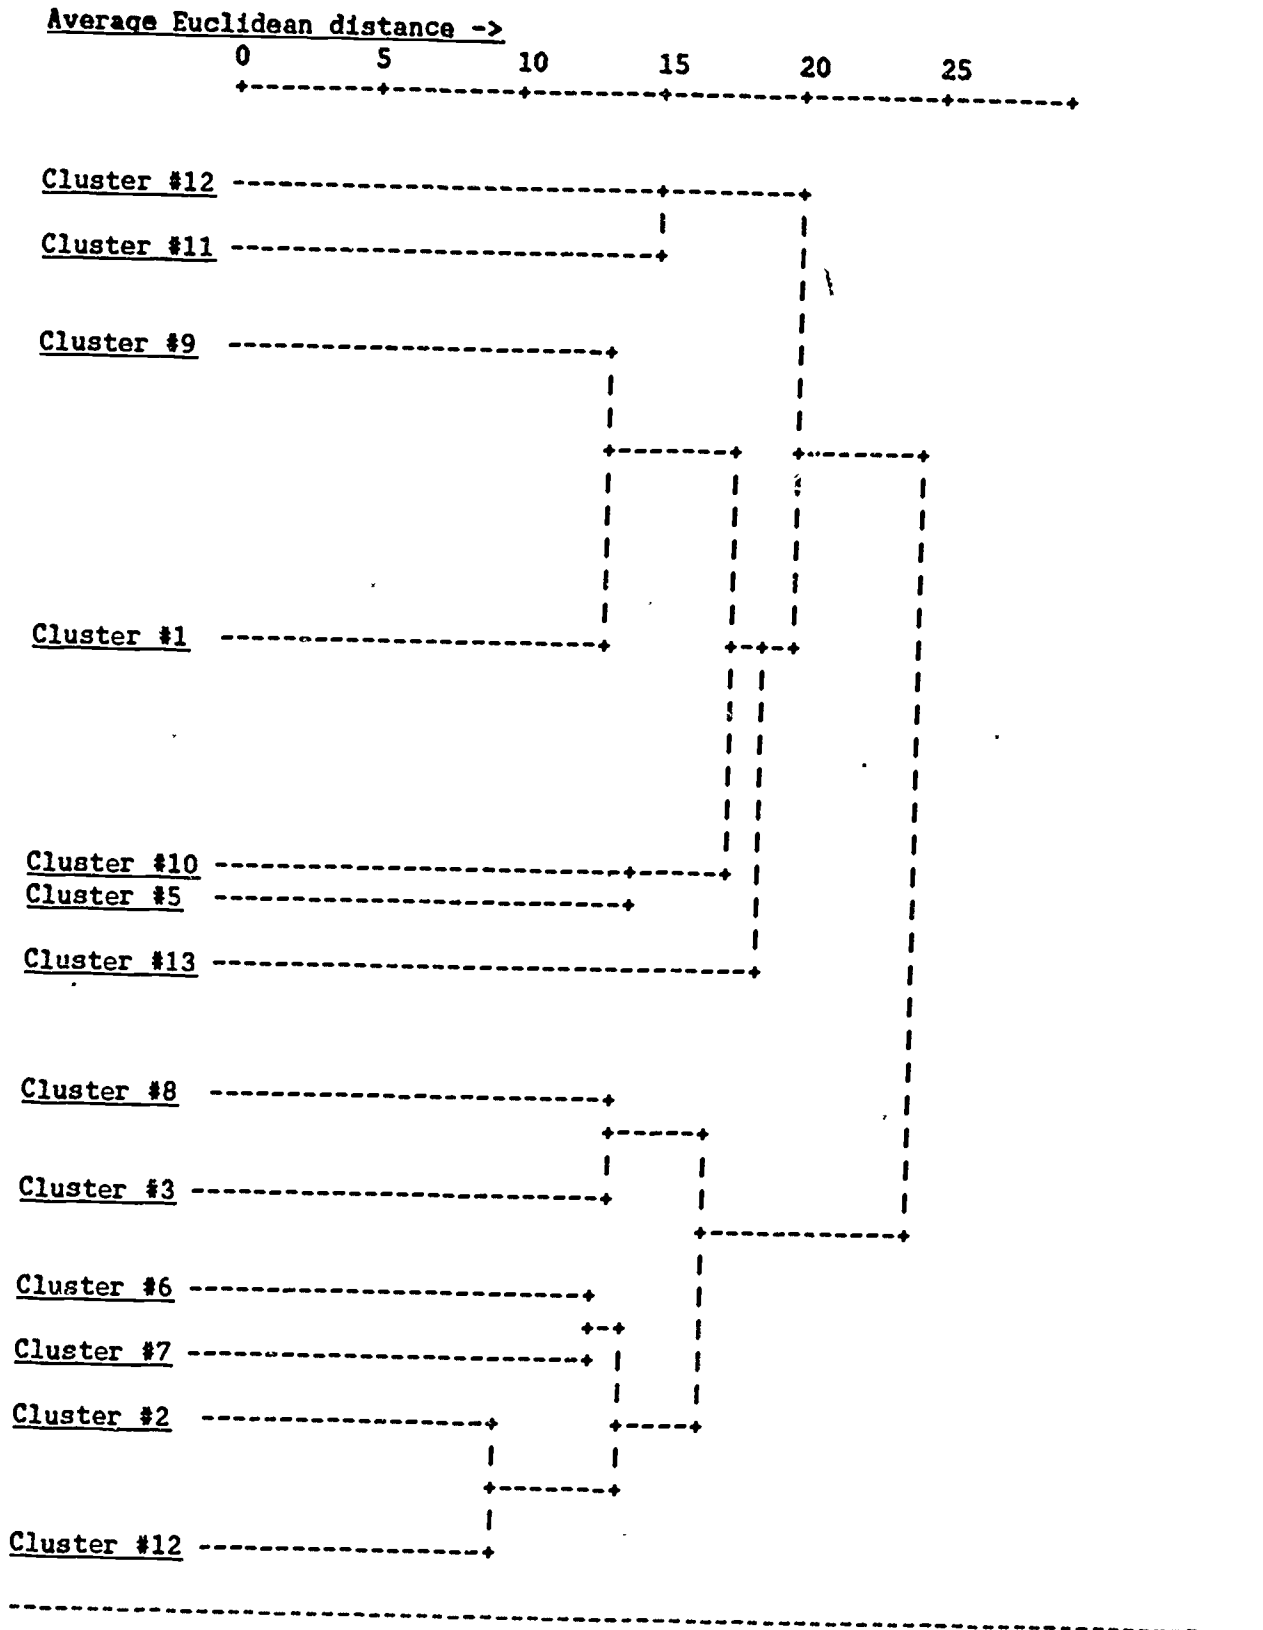 Average Euclidean distance ->
0 5 10 15 20 25
Cluster #12
Cluster #11
Cluster #9
Cluster #1
Cluster #10
Cluster #5
Cluster #13
Cluster #8
Cluster #3
Cluster #6
Cluster #7
Cluster #2
Cluster #12